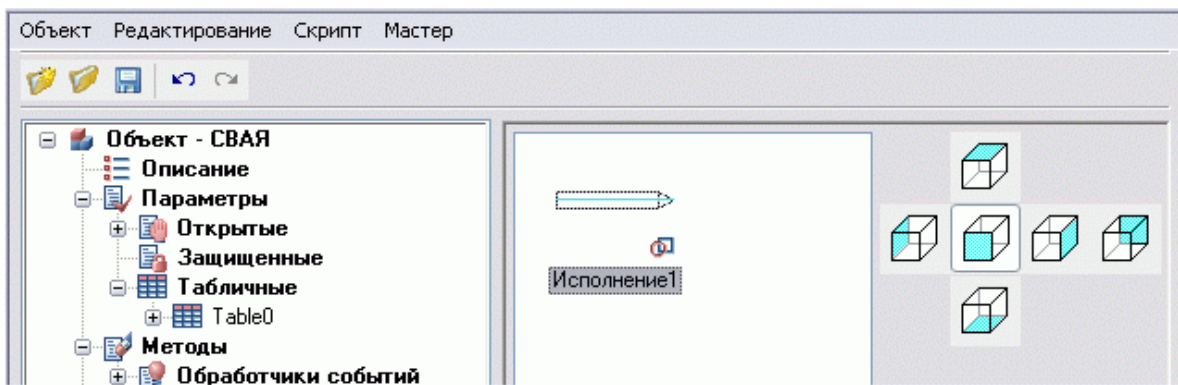 Объект Редактирование Скрипт Мастер
Объект - СВАЯ
Описание
Параметры
Открытые
Защищенные
Табличные
Table0
Методы
Обработчики событий
Исполнение1